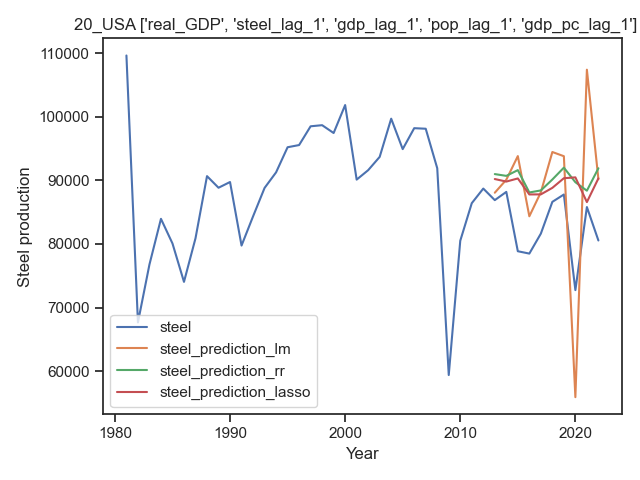 20_USA ['real_GDP', 'steel_lag_1', 'gdp_lag_1', 'pop_lag_1', 'gdp_pc_lag_1']
110000
100000
90000
80000
70000
60000
Steel production
steel
steel_prediction_lm
steel_prediction_rr
steel_prediction_lasso
1980
1990
2000
2010
2020
Year